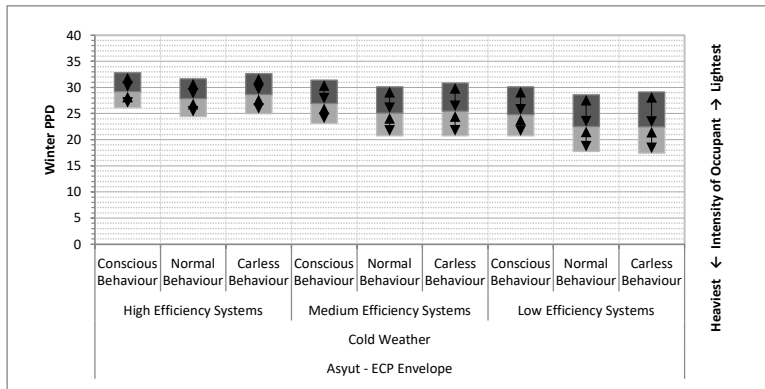 40
35
30
25
20
15
10
5
0
Winter PPD
Conscious Behaviour
Normal Behaviour
Carless Behaviour
Conscious Behaviour
Normal Behaviour
Carless Behaviour
Conscious Behaviour
Normal Behaviour
Carless Behaviour
High Efficiency Systems
Medium Efficiency Systems
Low Efficiency Systems
Cold Weather
Asyut - ECP Envelope
Heaviest ← Intensity of Occupant → Lightest